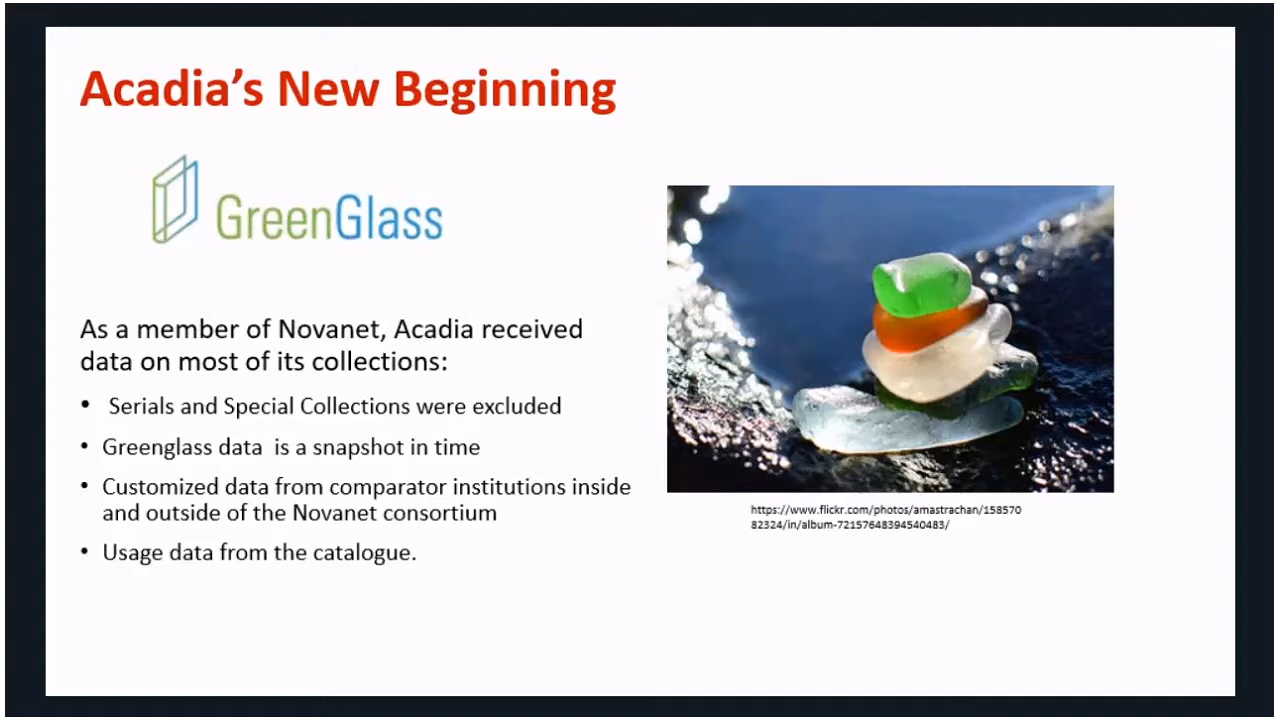 Acadia’s New Beginning
GreenGlass
As a member of Novanet, Acadia received
data on most of its collections:
• Serials and Special Collections were excluded
• Greenglass data is a snapshot in time
• Customized data from comparator institutions inside
and outside of the Novanet consortium
• Usage data from the catalogue.
https://www.flickr.com/photos/amastrachan/158570
82324/in/album-72157648394540483/